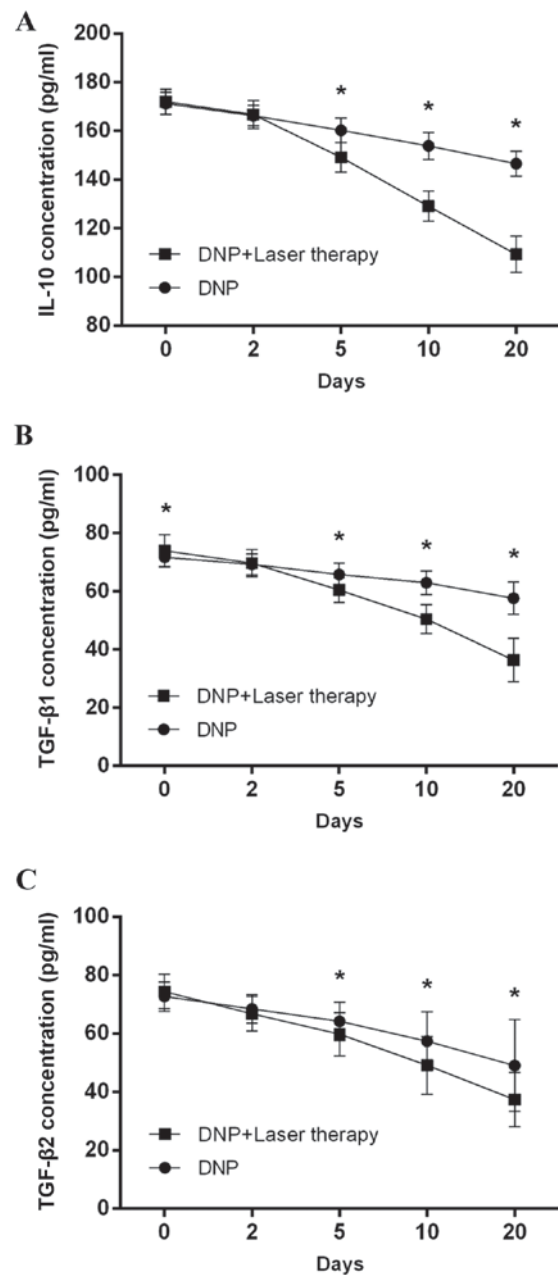 A
IL-10 concentration (pg/ml)
200
180
160
140
120
100
80
* * *
DNP+Laser therapy
DNP
0 2 5 10 20
Days
B
TGF-β1 concentration (pg/ml)
100
80
60
40
20
0
* * * *
DNP+Laser therapy
DNP
0 2 5 10 20
Days
C
TGF-β2 concentration (pg/ml)
100
80
60
40
20
0
* * *
DNP+Laser therapy
DNP
0 2 5 10 20
Days